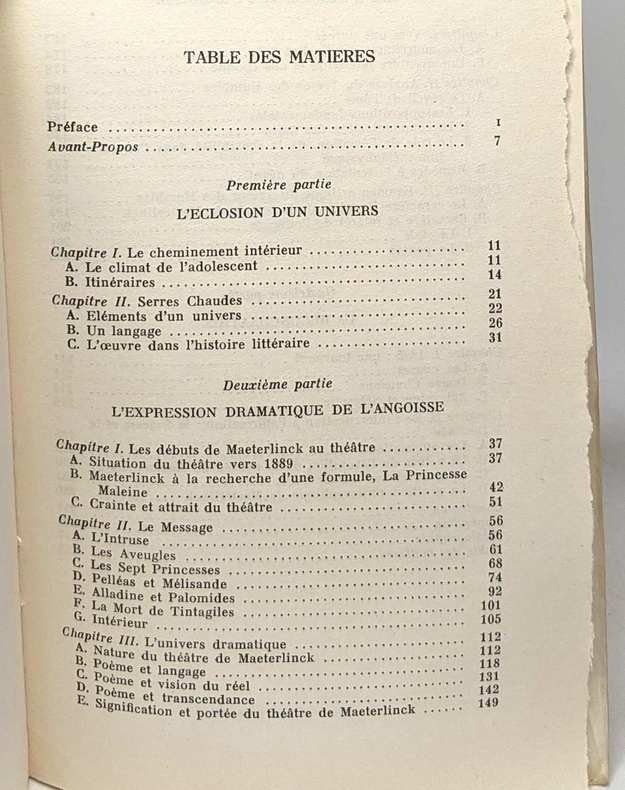 TABLE DES MATIERES
Préface ........................................ I
Avant-Propos ........................................ 7
Première partie
L'ECLOSION D'UN UNIVERS
Chapitre I. Le cheminement intérieur .................... 11
A. Le climat de l'adolescent .................... 11
B. Itinéraires .................... 14
Chapitre II. Serres Chaudes .................... 21
A. Eléments d'un univers .................... 22
B. Un langage .................... 26
C. L'œuvre dans l'histoire littéraire .................... 31
Deuxième partie
L'EXPRESSION DRAMATIQUE DE L'ANGOISSE
Chapitre I. Les débuts de Maeterlinck au théâtre ............ 37
A. Situation du théâtre vers 1889 .................... 37
B. Maeterlinck à la recherche d'une formule, La Princesse
Maleine .................... 42
C. Crainte et attrait du théâtre .................... 51
Chapitre II. Le Message .................... 56
A. L'Intruse .................... 56
B. Les Aveugles .................... 61
C. Les Sept Princesses .................... 68
D. Pelléas et Mélisande .................... 74
E. Alladine et Palomides .................... 92
F. La Mort de Tintagiles .................... 101
G. Intérieur .................... 105
Chapitre III. L'univers dramatique .................... 112
A. Nature du théâtre de Maeterlinck .................... 112
B. Poème et langage .................... 118
C. Poème et vision du réel .................... 131
D. Poème et transcendance .................... 142
E. Signification et portée du théâtre de Maeterlinck ...... 149